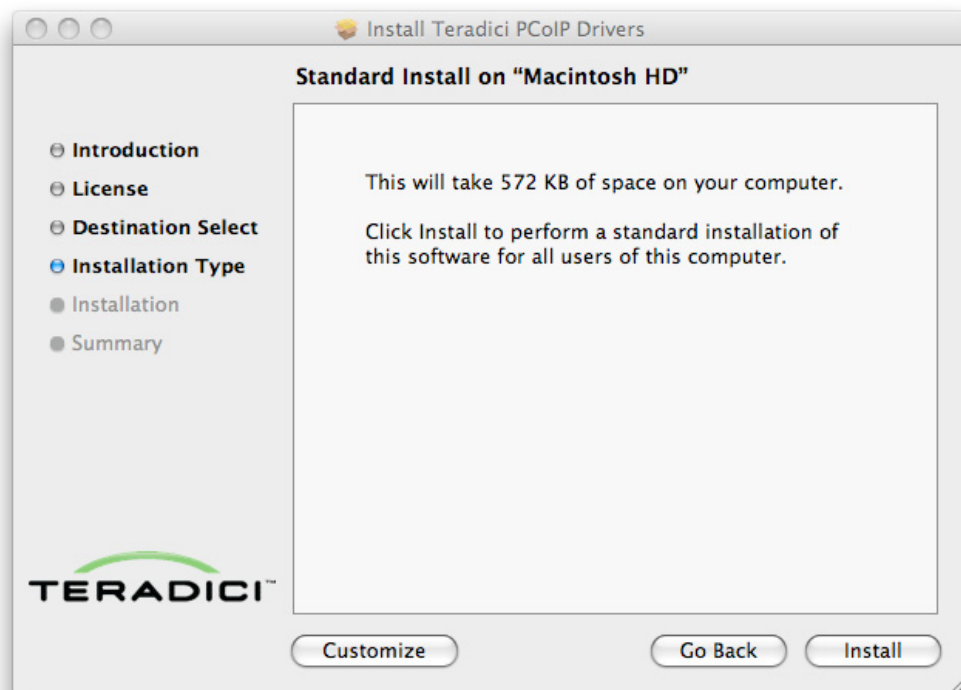 Install Teradici PCoIP Drivers
Standard Install on “Macintosh HD”
Introduction
License
Destination Select
Installation Type
Installation
Summary
This will take 572 KB of space on your computer.
Click Install to perform a standard installation of
this software for all users of this computer.
TERADICI™
Customize
Go Back
Install